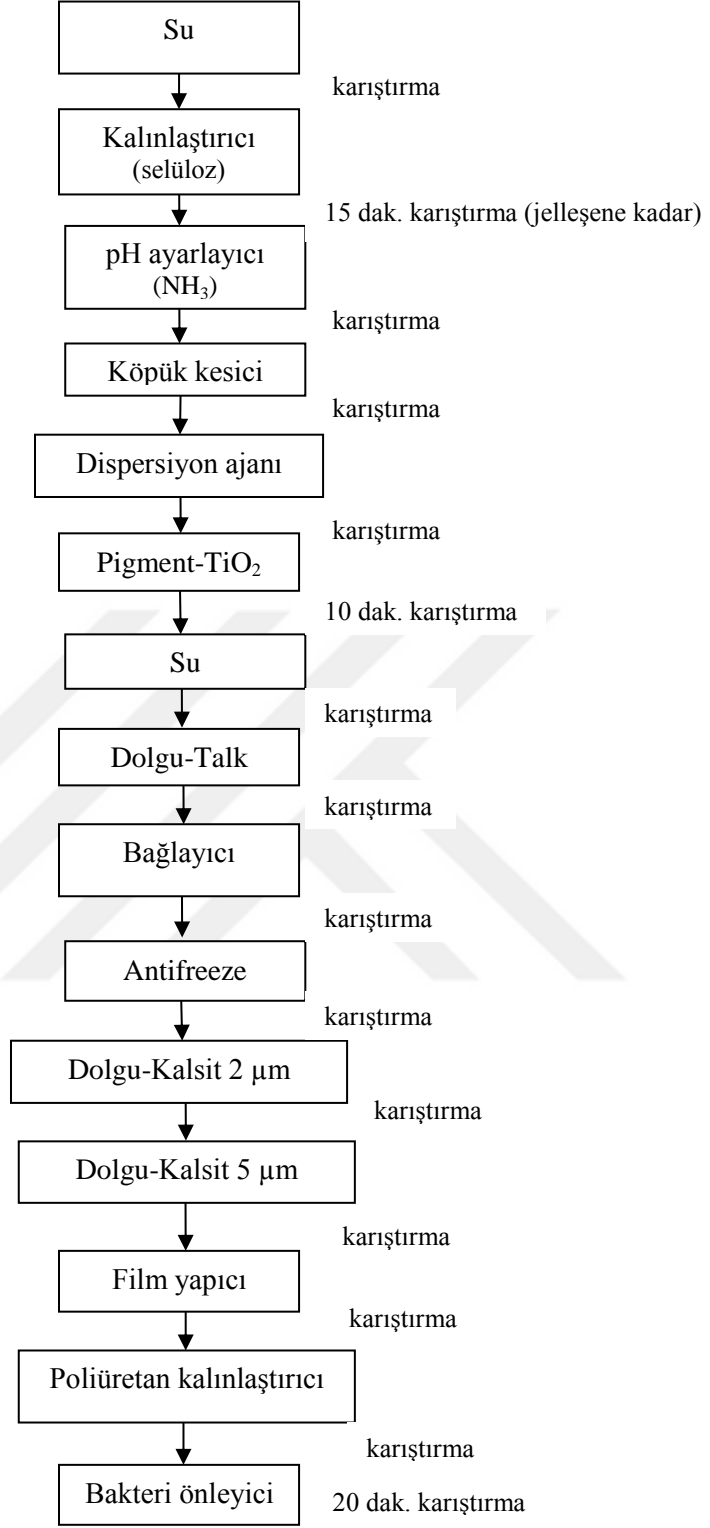 Su
karıştırma
Kalınlaştırıcı
(selüloz)
15 dak. karıştırma (jelleşene kadar)
pH ayarlayıcı
(NH₃)
karıştırma
Köpük kesici
karıştırma
Dispersiyon ajanı
karıştırma
Pigment-TiO₂
10 dak. karıştırma
Su
karıştırma
Dolgu-Talk
karıştırma
Bağlayıcı
karıştırma
Antifreeze
karıştırma
Dolgu-Kalsit 2 µm
karıştırma
Dolgu-Kalsit 5 µm
karıştırma
Film yapıcı
karıştırma
Poliüretan kalınlaştırıcı
karıştırma
Bakteri önleyici
20 dak. karıştırma